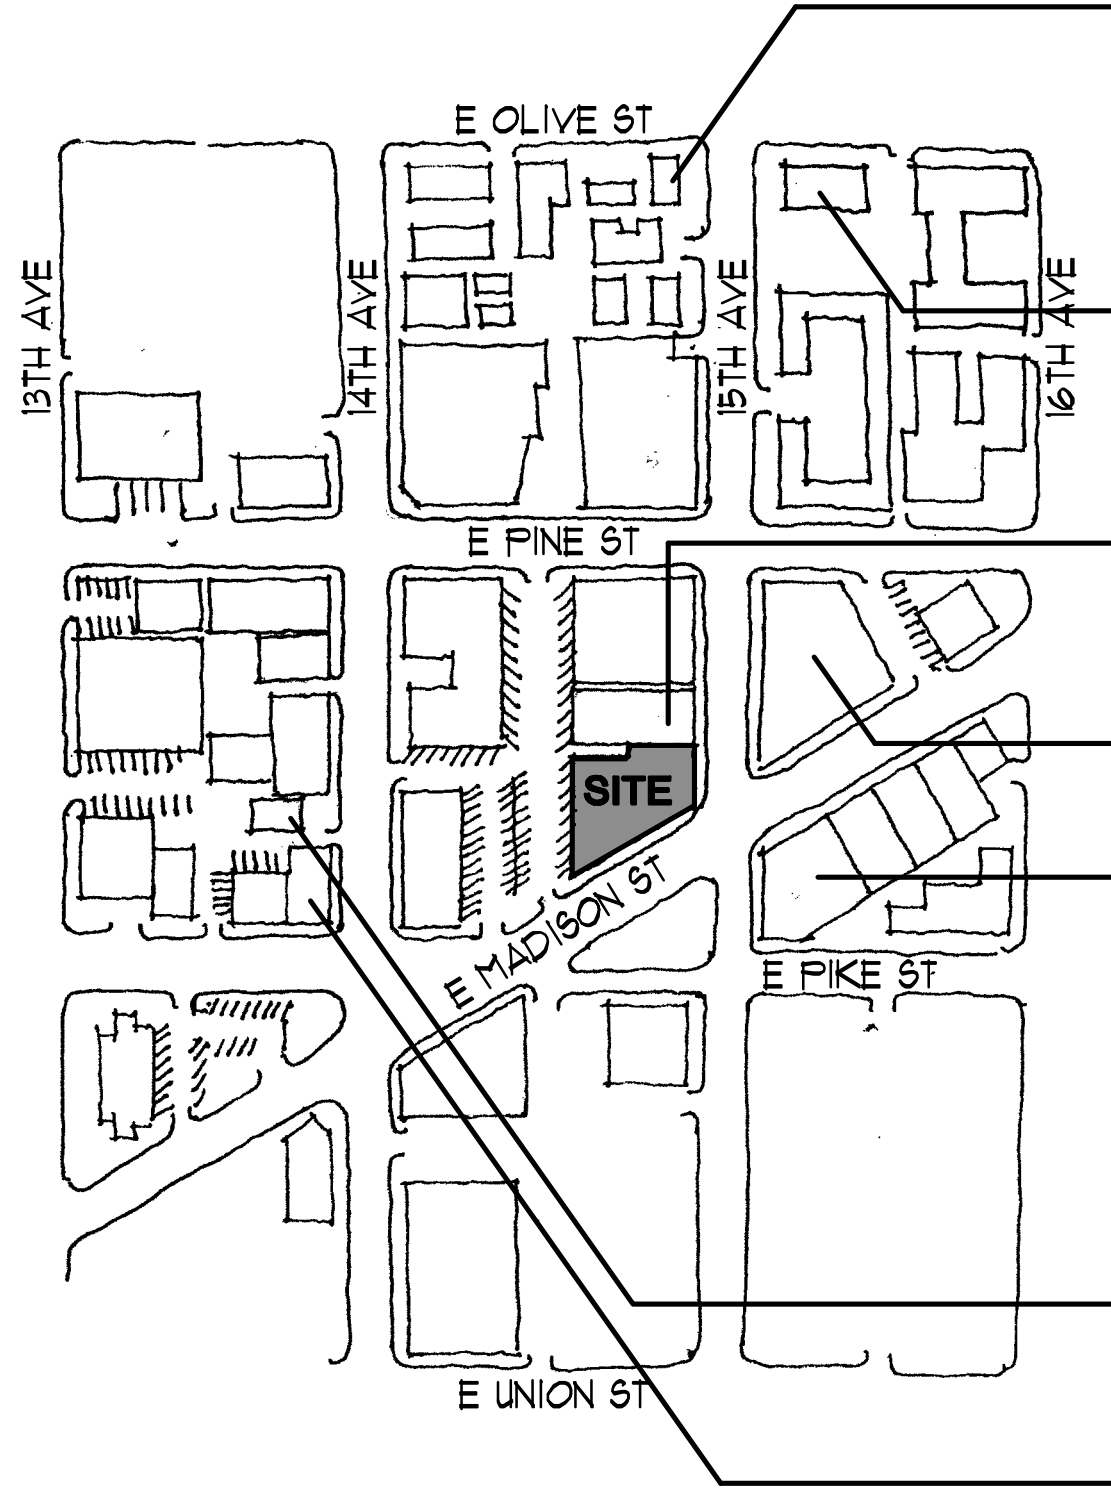 E OLIVE ST
13TH AVE
14TH AVE
15TH AVE
16TH AVE
E PINE ST
SITE
E MADISON ST
E PIKE ST
E UNION ST